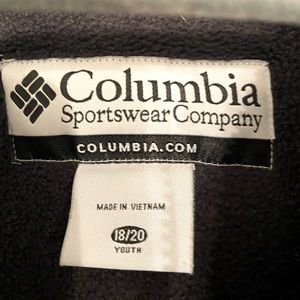 Columbia
Sportswear Company
COLUMBIA.COM
MADE IN VIETNAM
18/20
YOUTH